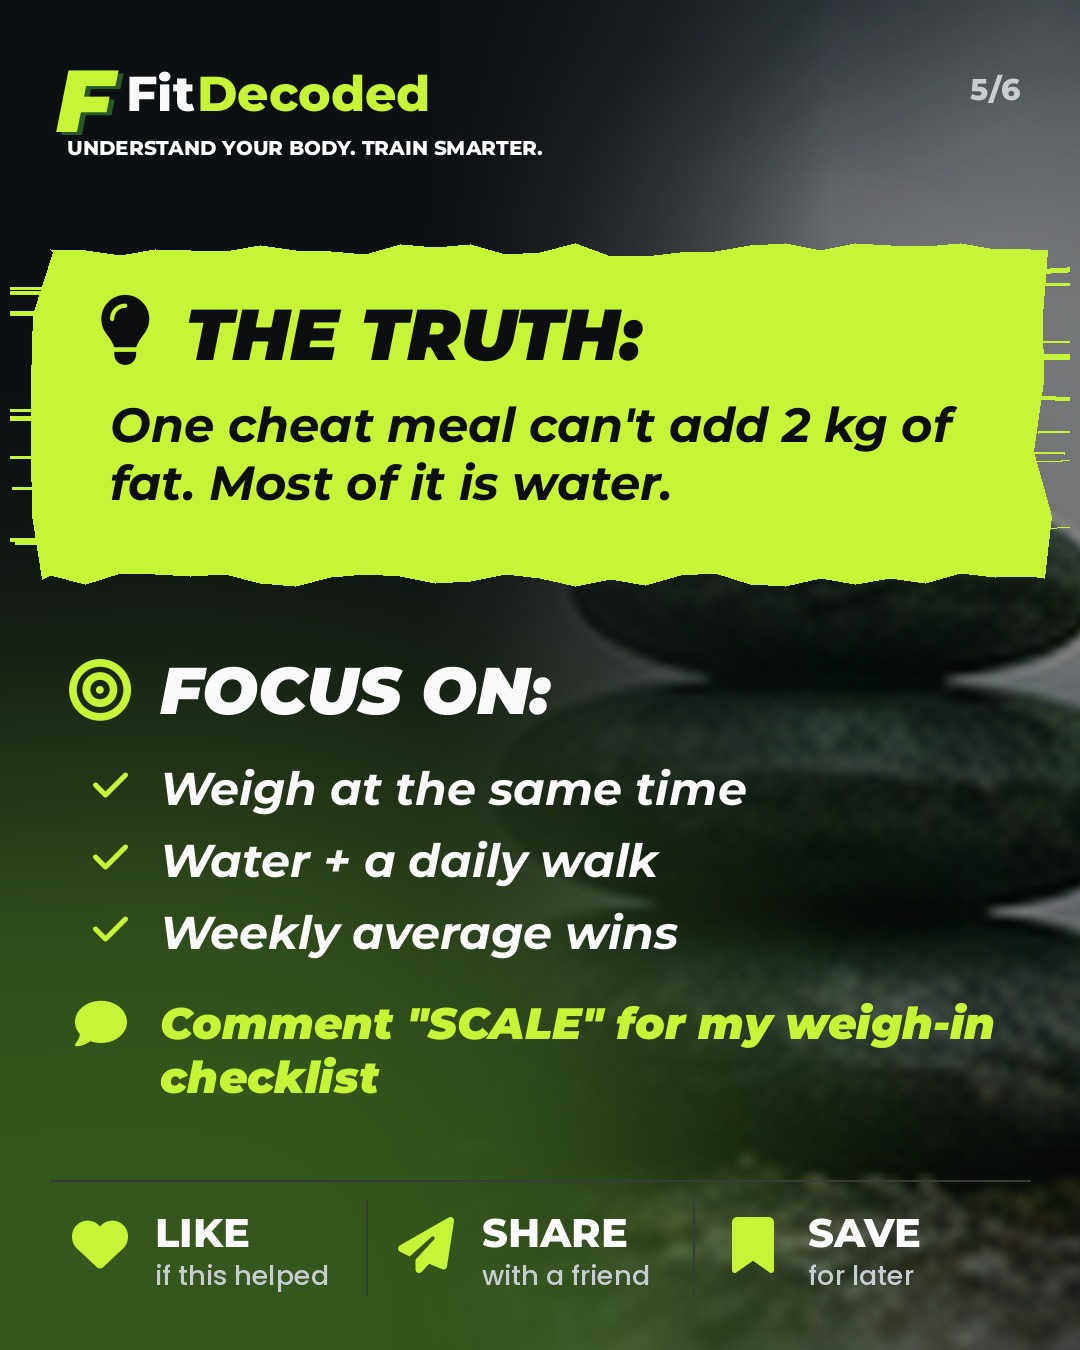 FitDecoded
5/6
UNDERSTAND YOUR BODY. TRAIN SMARTER.
THE TRUTH:
One cheat meal can't add 2 kg of
fat. Most of it is water.
FOCUS ON:
Weigh at the same time
Water + a daily walk
Weekly average wins
Comment "SCALE" for my weigh-in
checklist
LIKE
if this helped
SHARE
with a friend
SAVE
for later